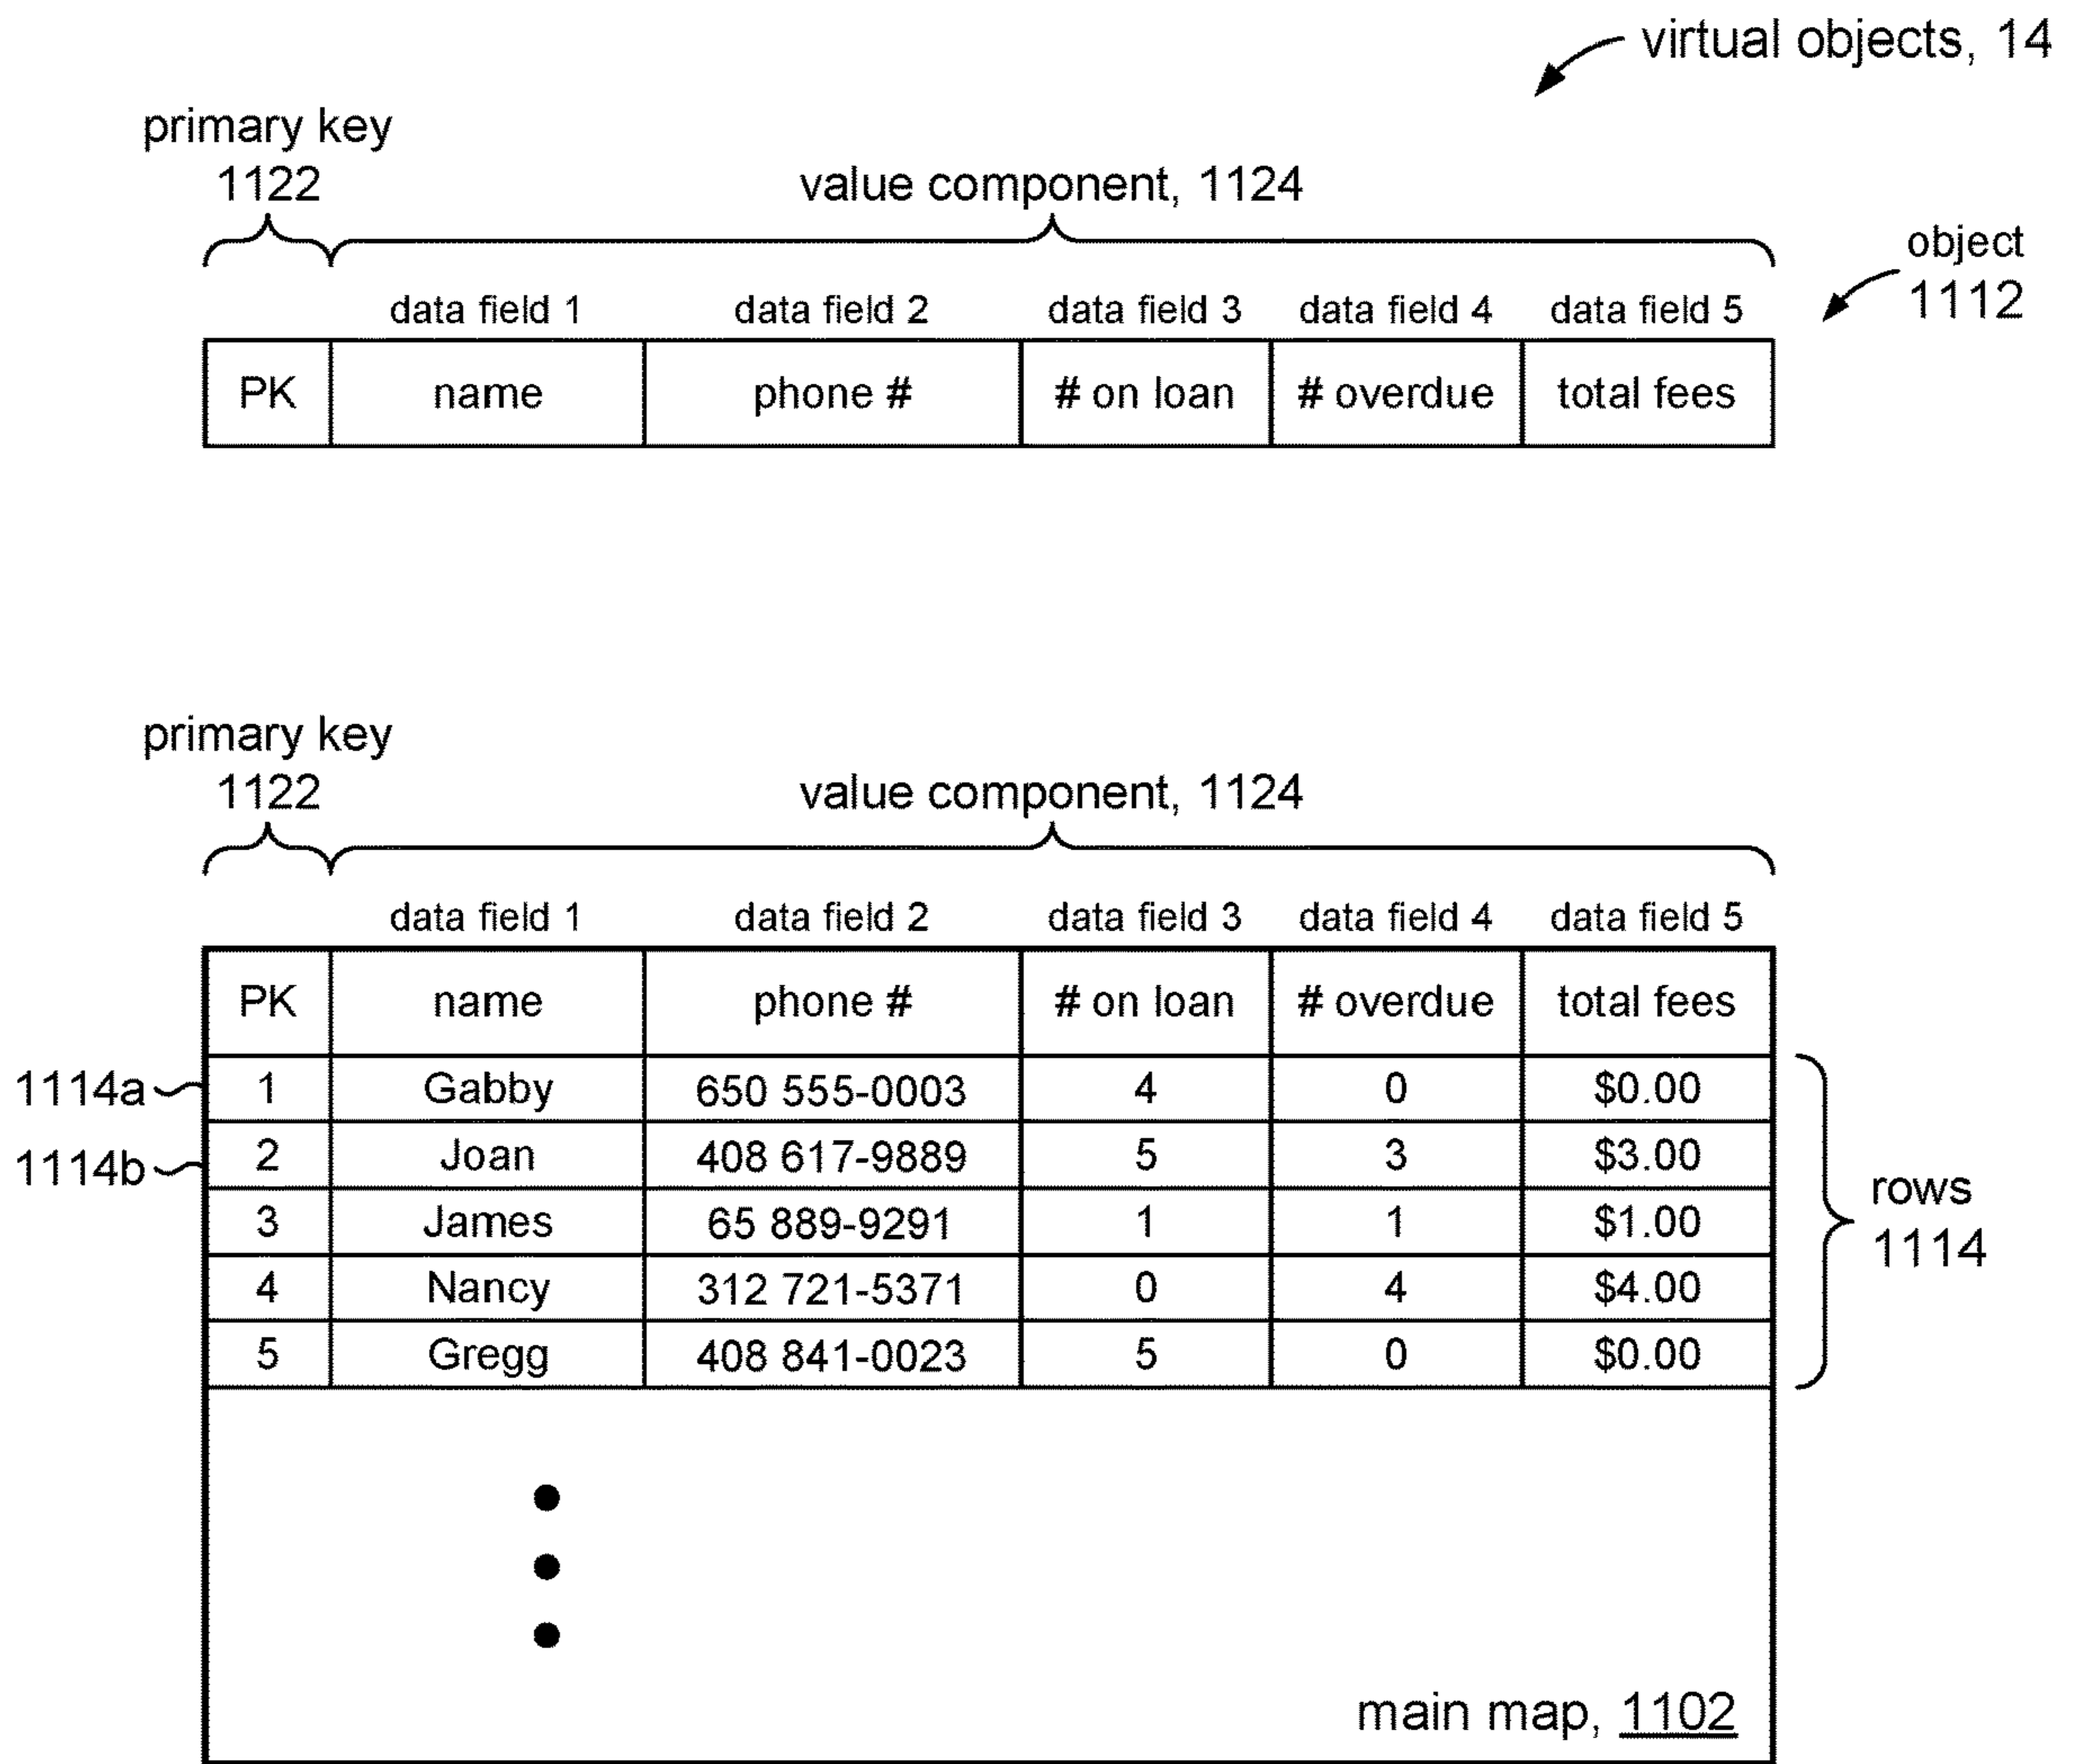 virtual objects, 14
primary key
1122
value component, 1124
object
1112
data field 1 data field 2 data field 3 data field 4 data field 5
PK name phone # # on loan # overdue total fees
primary key
1122
value component, 1124
data field 1 data field 2 data field 3 data field 4 data field 5
PK name phone # # on loan # overdue total fees
1114a 1 Gabby 650 555-0003 4 0 $0.00
1114b 2 Joan 408 617-9889 5 3 $3.00
3 James 65 889-9291 1 1 $1.00
4 Nancy 312 721-5371 0 4 $4.00
5 Gregg 408 841-0023 5 0 $0.00
rows
1114
main map, 1102